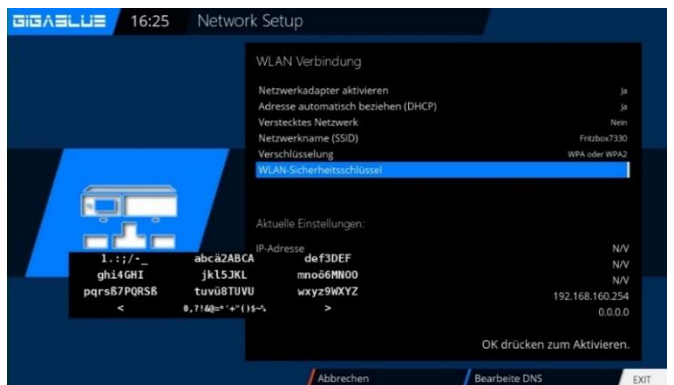 GIGABLUE 16:25 Network Setup
WLAN Verbindung
Netzwerkadapter aktivieren ja
Adresse automatisch beziehen (DHCP) ja
Verstecktes Netzwerk Nein
Netzwerkname (SSID) Fritzbox7330
Verschlüsselung WPA oder WPA2
WLAN-Sicherheitsschlüssel
Aktuelle Einstellungen:
IP-Adresse N/V
N/V
N/V
192.168.160.254
0.0.0.0
1.:;/-_ abcä2ABCA def3DEF
ghi4GHI jkl5JKL mnoö6MNOO
pqrsß7PQRSß tuvü8TUVU wxyz9WXYZ
< >
OK drücken zum Aktivieren.
Abbrechen Bearbeite DNS EXIT